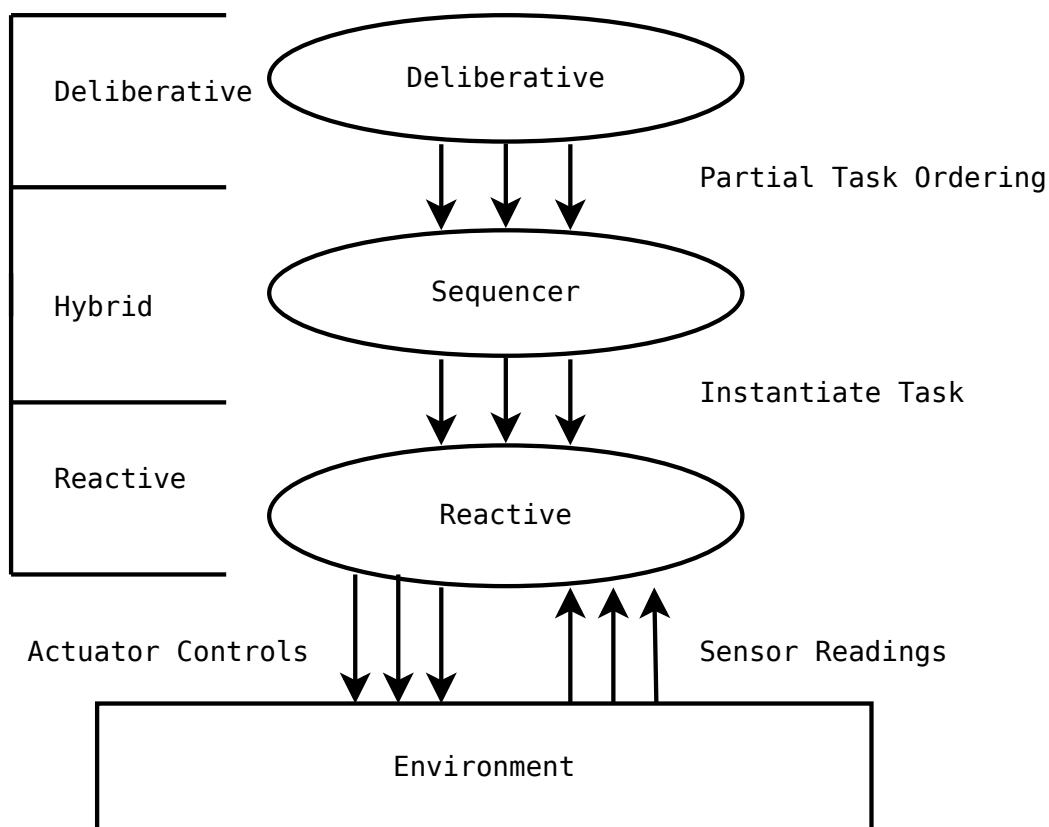 Deliberative
Deliberative
Partial Task Ordering
Sequencer
Hybrid
Instantiate Task
Reactive
Reactive
Actuator Controls
Sensor Readings
Environment